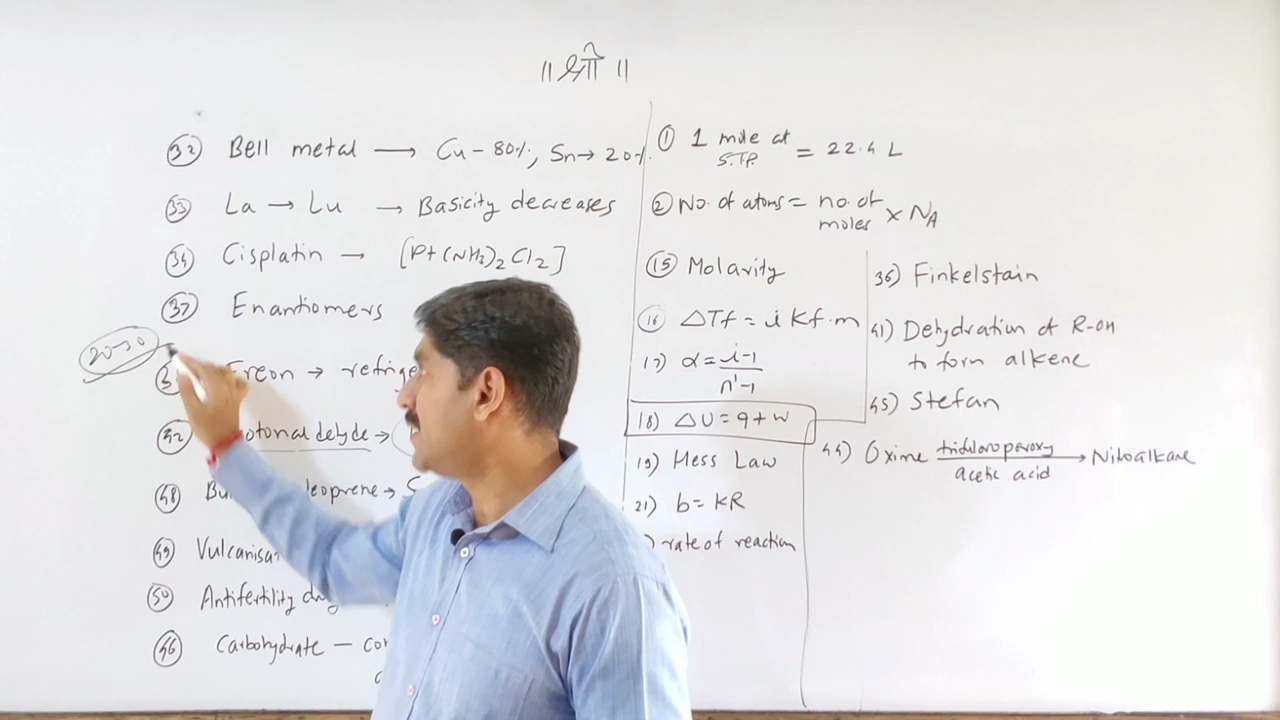 ॥ श्री ॥
(32) Bell metal → Cu - 80%, Sn → 20%.
(33) La → Lu → Basicity decreases
(34) Cisplatin → [Pt(NH₃)₂Cl₂]
(37) Enantiomers
20-30
Freon → refrige
(42) otonaldehyde →
(48) Bu eoprene → S
(49) Vulcanisa
(50) Antifertility d
(46) Carbohydrate — co
① 1 mole at S.T.P. = 22.4 L
② No. of atoms = no. of moles × NA
(15) Molarity
(16) ΔTf = i Kf · m
17) α = i-1 / n'-1
18) ΔU = q + w
19) Hess Law
21) b = KR
) rate of reaction
36) Finkelstain
41) Dehydration of R-OH
to form alkene
45) Stefan
44) Oxime trichloroperoxy acetic acid → Nitroalkane